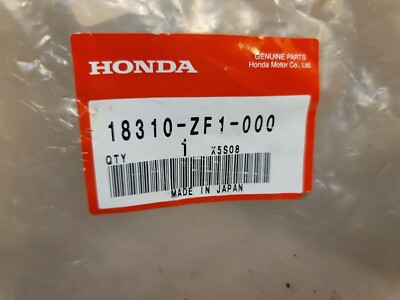 GENUINE PARTS
HONDA
Honda Motor Co., Ltd.
18310-ZF1-000
QTY 1 X5S08
MADE IN JAPAN